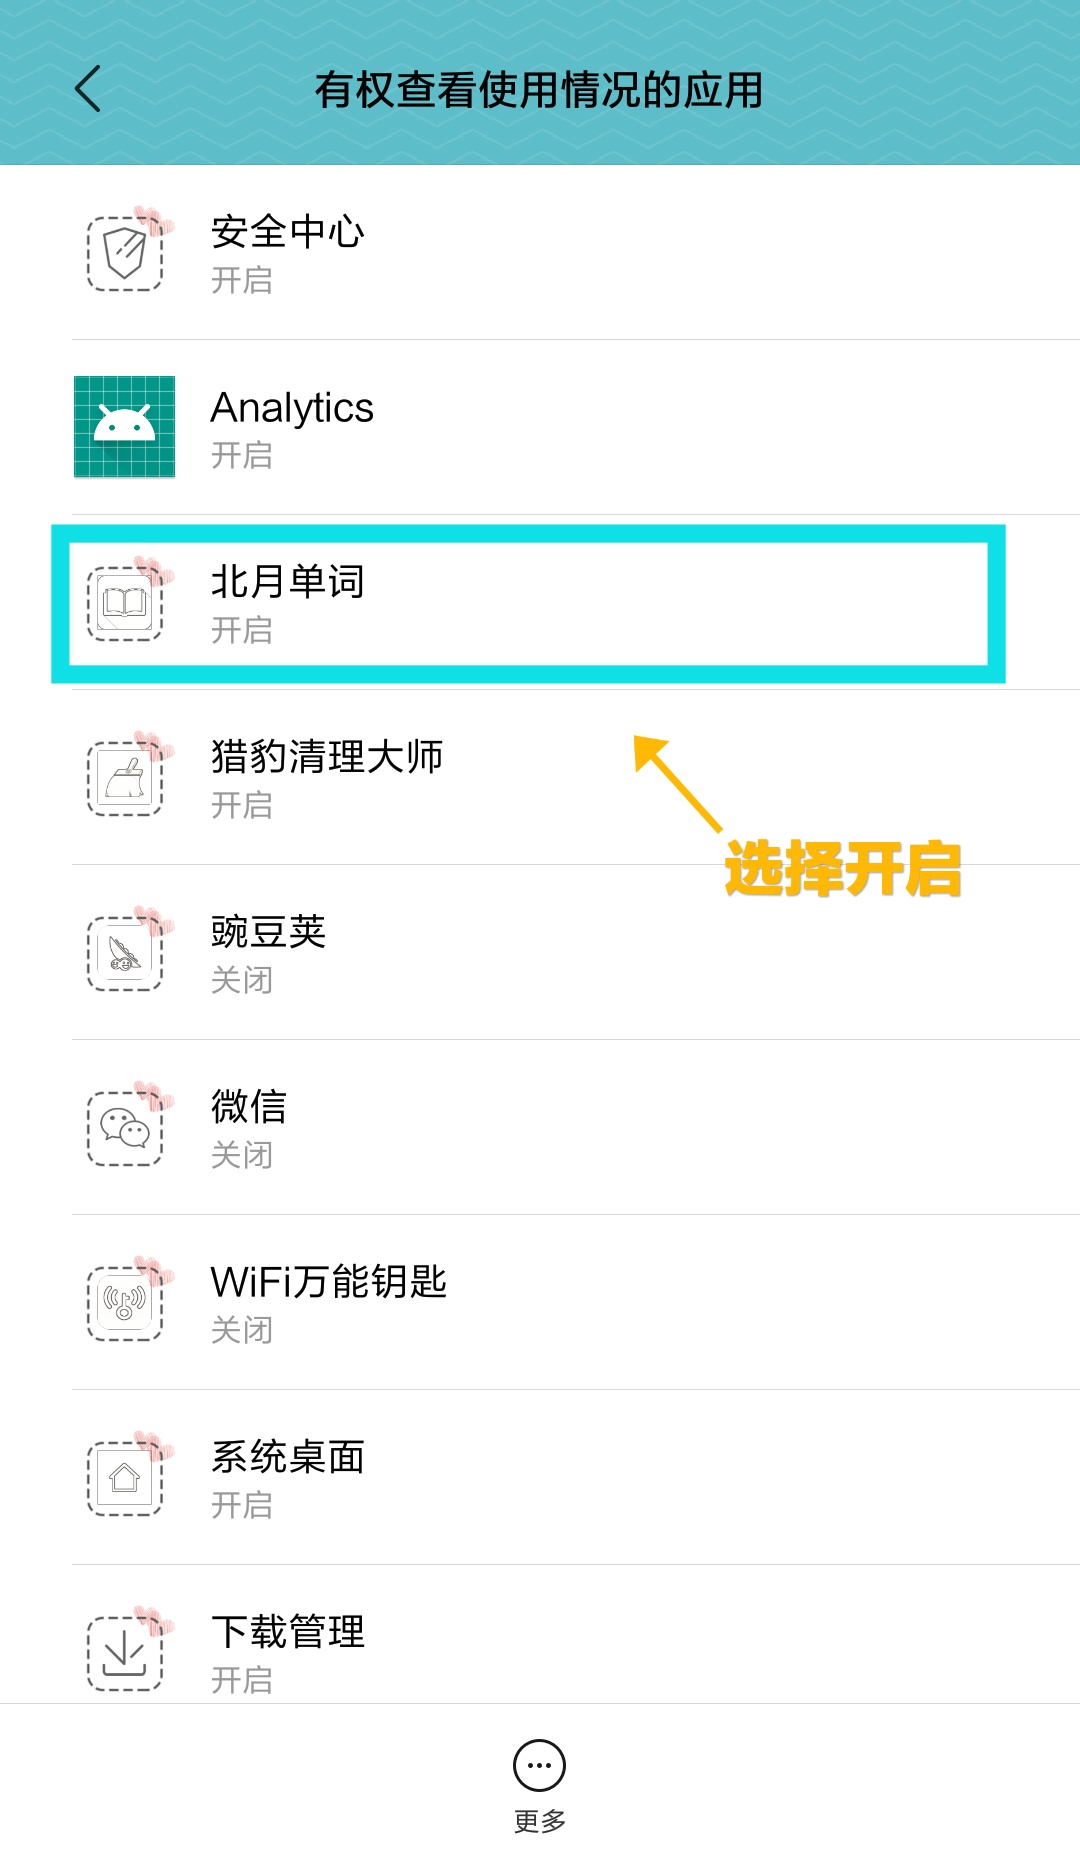 有权查看使用情况的应用
安全中心
开启
Analytics
开启
北月单词
开启
猎豹清理大师
开启
选择开启
豌豆荚
关闭
微信
关闭
WiFi万能钥匙
关闭
系统桌面
开启
下载管理
开启
更多